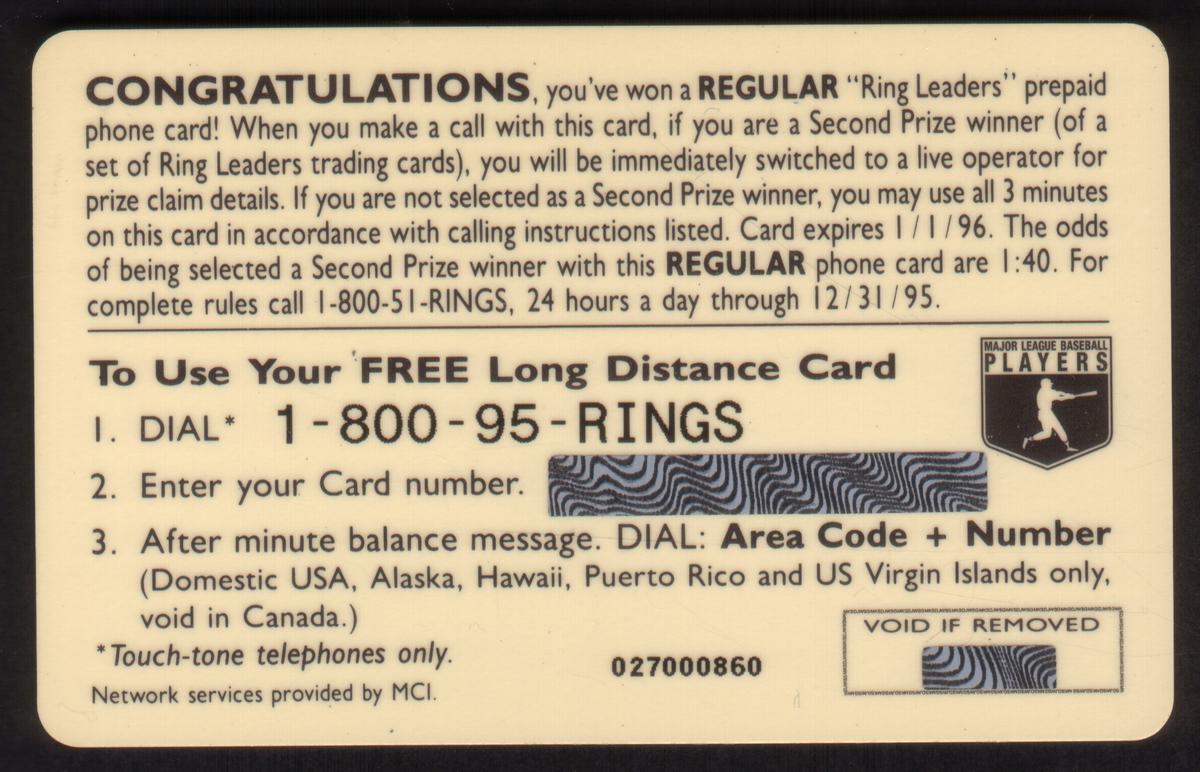 CONGRATULATIONS, you've won a REGULAR "Ring Leaders" prepaid
phone card! When you make a call with this card, if you are a Second Prize winner (of a
set of Ring Leaders trading cards), you will be immediately switched to a live operator for
prize claim details. If you are not selected as a Second Prize winner, you may use all 3 minutes
on this card in accordance with calling instructions listed. Card expires 1/1/96. The odds
of being selected a Second Prize winner with this REGULAR phone card are 1:40. For
complete rules call 1-800-51-RINGS, 24 hours a day through 12/31/95.
To Use Your FREE Long Distance Card
MAJOR LEAGUE BASEBALL
PLAYERS
1. DIAL* 1-800-95-RINGS
2. Enter your Card number.
3. After minute balance message. DIAL: Area Code + Number
(Domestic USA, Alaska, Hawaii, Puerto Rico and US Virgin Islands only,
void in Canada.)
*Touch-tone telephones only.
Network services provided by MCI.
027000860
VOID IF REMOVED